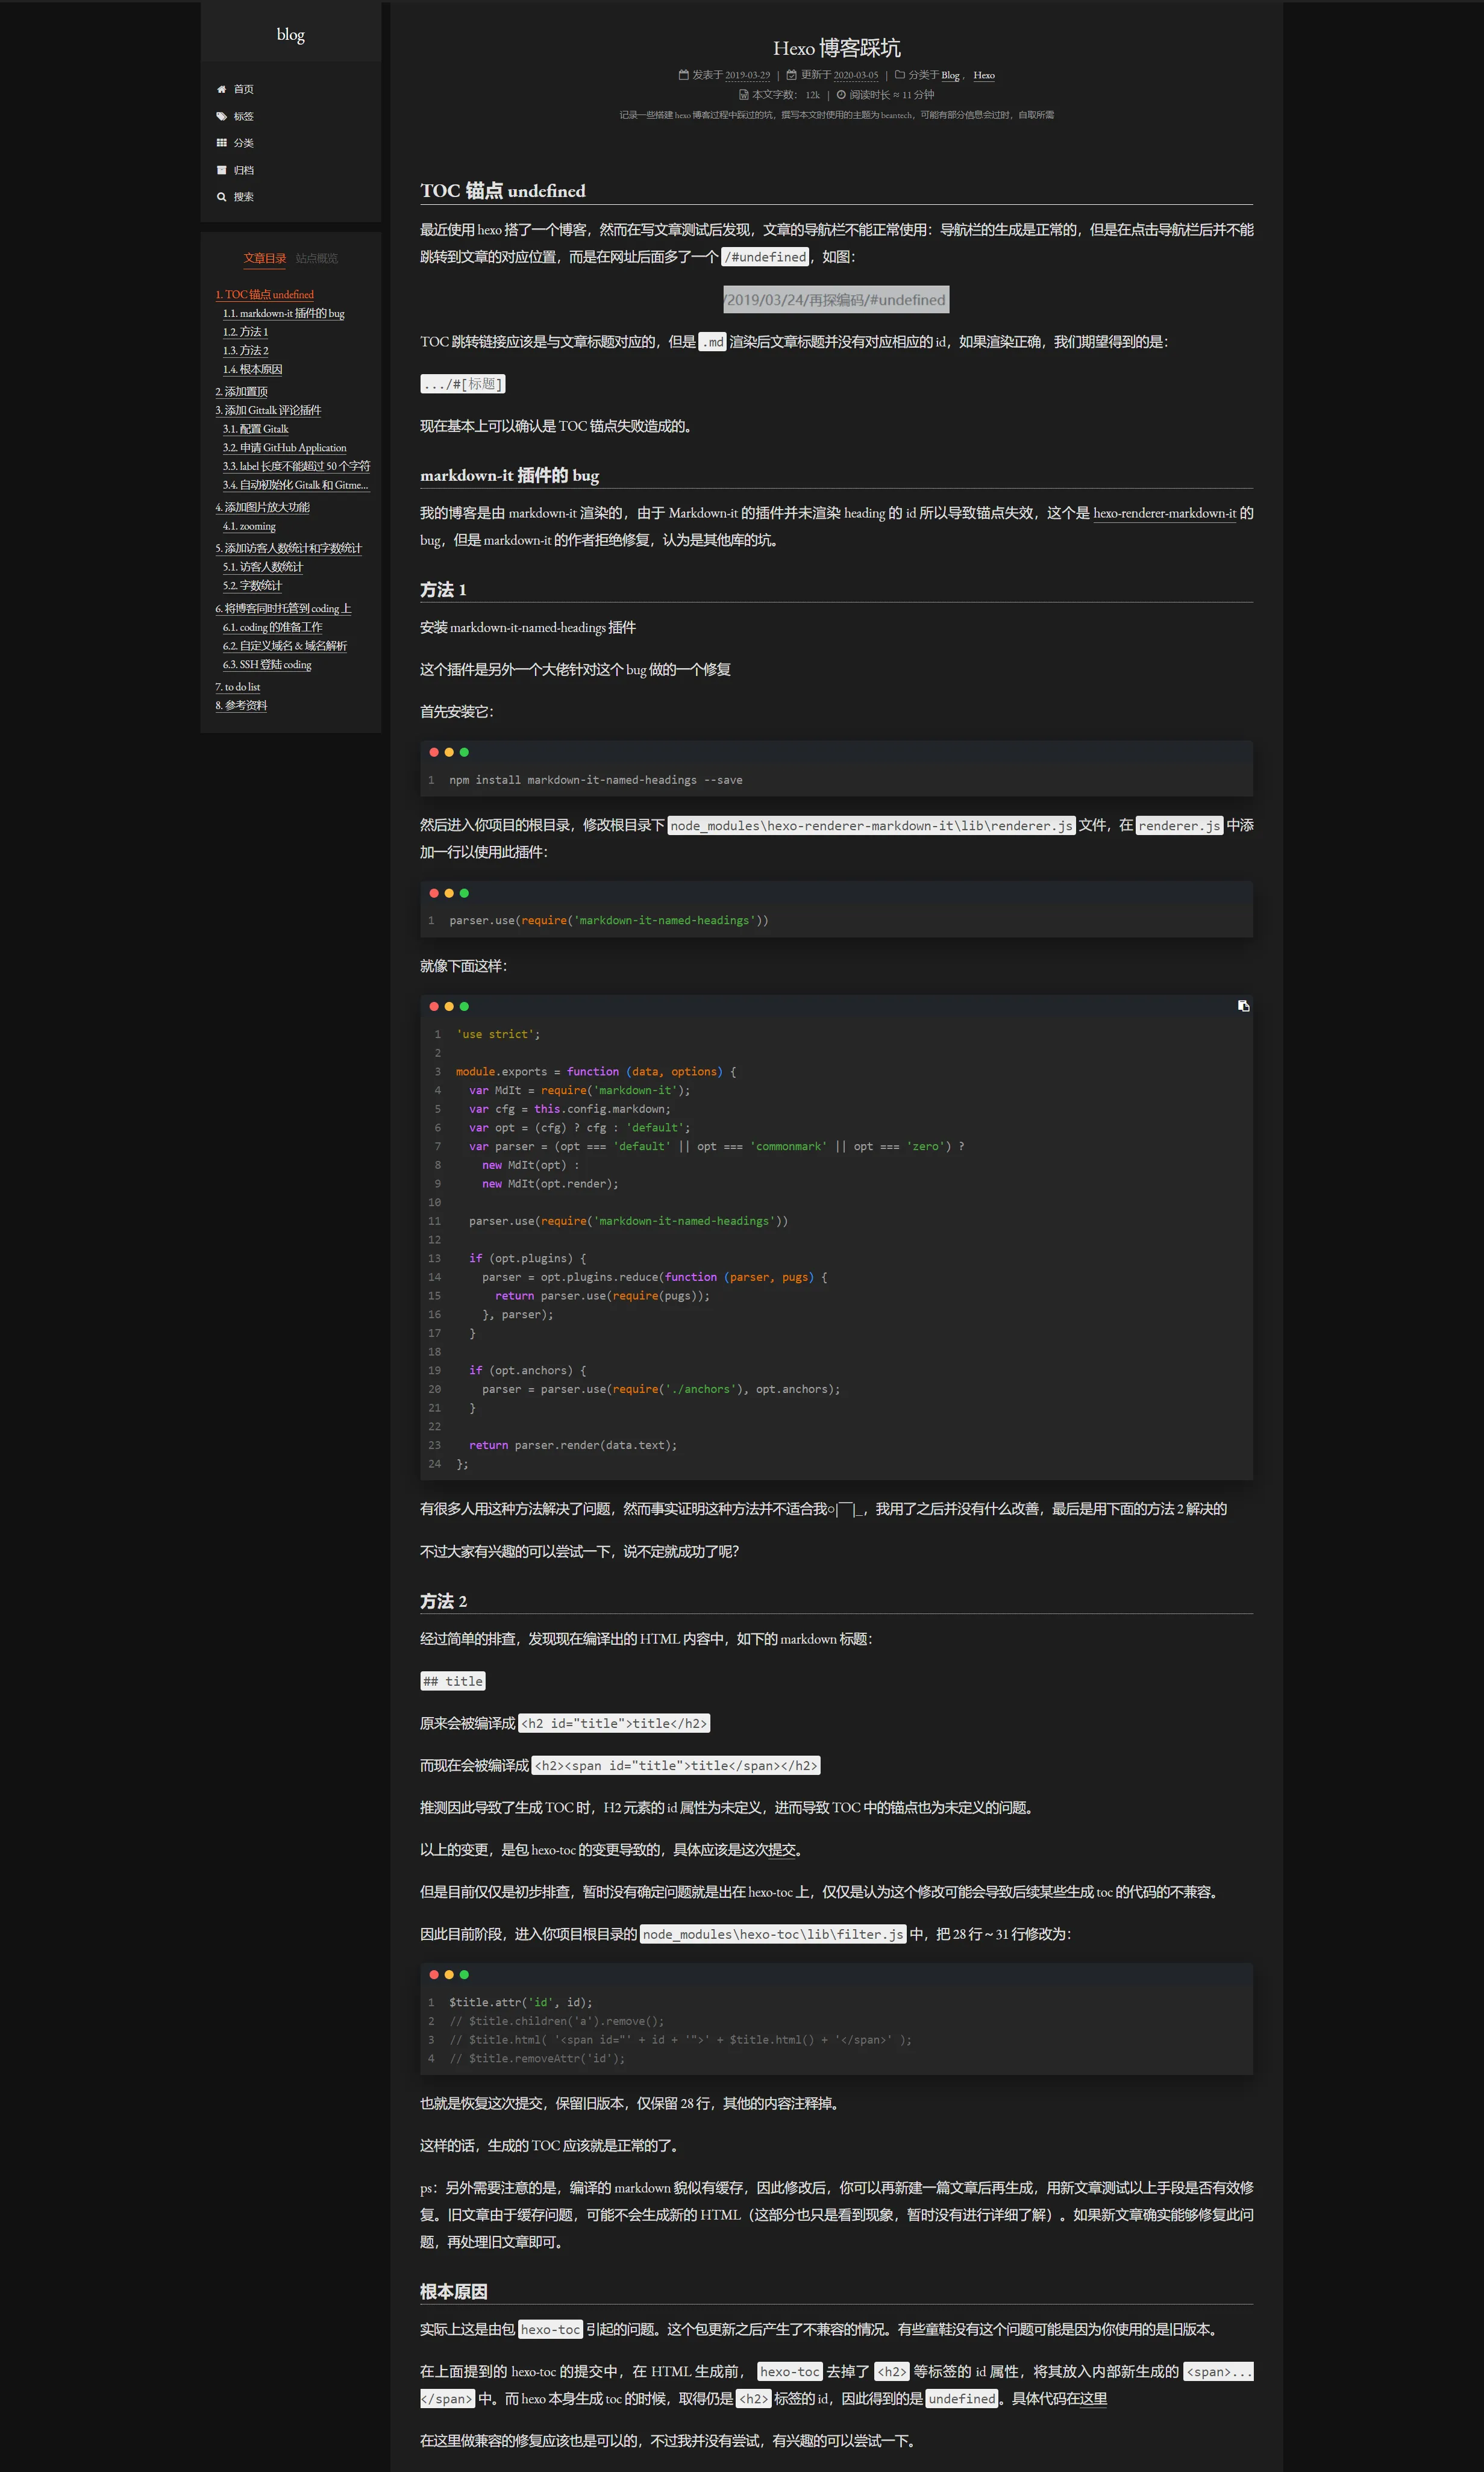 blog
首页
标签
分类
归档
搜索
文章目录 站点概览
1. TOC 锚点 undefined
1.1. markdown-it 插件的 bug
1.2. 方法 1
1.3. 方法 2
1.4. 根本原因
2. 添加置顶
3. 添加 Gittalk 评论插件
3.1. 配置 Gitalk
3.2. 申请 GitHub Application
3.3. label 长度不能超过 50 个字符
3.4. 自动初始化 Gitalk 和 Gitme...
4. 添加图片放大功能
4.1. zooming
5. 添加访客人数统计和字数统计
5.1. 访客人数统计
5.2. 字数统计
6. 将博客同时托管到 coding 上
6.1. coding 的准备工作
6.2. 自定义域名 & 域名解析
6.3. SSH 登陆 coding
7. to do list
8. 参考资料
Hexo 博客踩坑
发表于 2019-03-29 | 更新于 2020-03-05 | 分类于 Blog ， Hexo
本文字数： 12k | 阅读时长 ≈ 11 分钟
记录一些搭建 hexo 博客过程中踩过的坑，撰写本文时使用的主题为 beantech，可能有部分信息会过时，自取所需
TOC 锚点 undefined
最近使用 hexo 搭了一个博客，然而在写文章测试后发现，文章的导航栏不能正常使用：导航栏的生成是正常的，但是在点击导航栏后并不能
跳转到文章的对应位置，而是在网址后面多了一个 /#undefined，如图：
/2019/03/24/再探编码/#undefined
TOC 跳转链接应该是与文章标题对应的，但是 .md 渲染后文章标题并没有对应相应的 id，如果渲染正确，我们期望得到的是：
.../#[标题]
现在基本上可以确认是 TOC 锚点失败造成的。
markdown-it 插件的 bug
我的博客是由 markdown-it 渲染的，由于 Markdown-it 的插件并未渲染 heading 的 id 所以导致锚点失效，这个是 hexo-renderer-markdown-it 的
bug，但是 markdown-it 的作者拒绝修复，认为是其他库的坑。
方法 1
安装 markdown-it-named-headings 插件
这个插件是另外一个大佬针对这个 bug 做的一个修复
首先安装它：
1 npm install markdown-it-named-headings --save
然后进入你项目的根目录，修改根目录下 node_modules\hexo-renderer-markdown-it\lib\renderer.js 文件，在 renderer.js 中添
加一行以使用此插件：
1 parser.use(require('markdown-it-named-headings'))
就像下面这样：
1 'use strict';
2
3 module.exports = function (data, options) {
4 var MdIt = require('markdown-it');
5 var cfg = this.config.markdown;
6 var opt = (cfg) ? cfg : 'default';
7 var parser = (opt === 'default' || opt === 'commonmark' || opt === 'zero') ?
8 new MdIt(opt) :
9 new MdIt(opt.render);
10
11 parser.use(require('markdown-it-named-headings'))
12
13 if (opt.plugins) {
14 parser = opt.plugins.reduce(function (parser, pugs) {
15 return parser.use(require(pugs));
16 }, parser);
17 }
18
19 if (opt.anchors) {
20 parser = parser.use(require('./anchors'), opt.anchors);
21 }
22
23 return parser.render(data.text);
24 };
有很多人用这种方法解决了问题，然而事实证明这种方法并不适合我○|￣|_，我用了之后并没有什么改善，最后是用下面的方法 2 解决的
不过大家有兴趣的可以尝试一下，说不定就成功了呢？
方法 2
经过简单的排查，发现现在编译出的 HTML 内容中，如下的 markdown 标题：
## title
原来会被编译成 <h2 id="title">title</h2>
而现在会被编译成 <h2><span id="title">title</span></h2>
推测因此导致了生成 TOC 时，H2 元素的 id 属性为未定义，进而导致 TOC 中的锚点也为未定义的问题。
以上的变更，是包 hexo-toc 的变更导致的，具体应该是这次提交。
但是目前仅仅是初步排查，暂时没有确定问题就是出在 hexo-toc 上，仅仅是认为这个修改可能会导致后续某些生成 toc 的代码的不兼容。
因此目前阶段，进入你项目根目录的 node_modules\hexo-toc\lib\filter.js 中，把 28 行 ~ 31 行修改为：
1 $title.attr('id', id);
2 // $title.children('a').remove();
3 // $title.html( '<span id="' + id + '">' + $title.html() + '</span>' );
4 // $title.removeAttr('id');
也就是恢复这次提交，保留旧版本，仅保留 28 行，其他的内容注释掉。
这样的话，生成的 TOC 应该就是正常的了。
ps：另外需要注意的是，编译的 markdown 貌似有缓存，因此修改后，你可以再新建一篇文章后再生成，用新文章测试以上手段是否有效修
复。旧文章由于缓存问题，可能不会生成新的 HTML（这部分也只是看到现象，暂时没有进行详细了解）。如果新文章确实能够修复此问
题，再处理旧文章即可。
根本原因
实际上这是由包 hexo-toc 引起的问题。这个包更新之后产生了不兼容的情况。有些童鞋没有这个问题可能是因为你使用的是旧版本。
在上面提到的 hexo-toc 的提交中，在 HTML 生成前， hexo-toc 去掉了 <h2> 等标签的 id 属性，将其放入内部新生成的 <span>...
</span> 中。而 hexo 本身生成 toc 的时候，取得仍是 <h2> 标签的 id，因此得到的是 undefined。具体代码在这里
在这里做兼容的修复应该也是可以的，不过我并没有尝试，有兴趣的可以尝试一下。